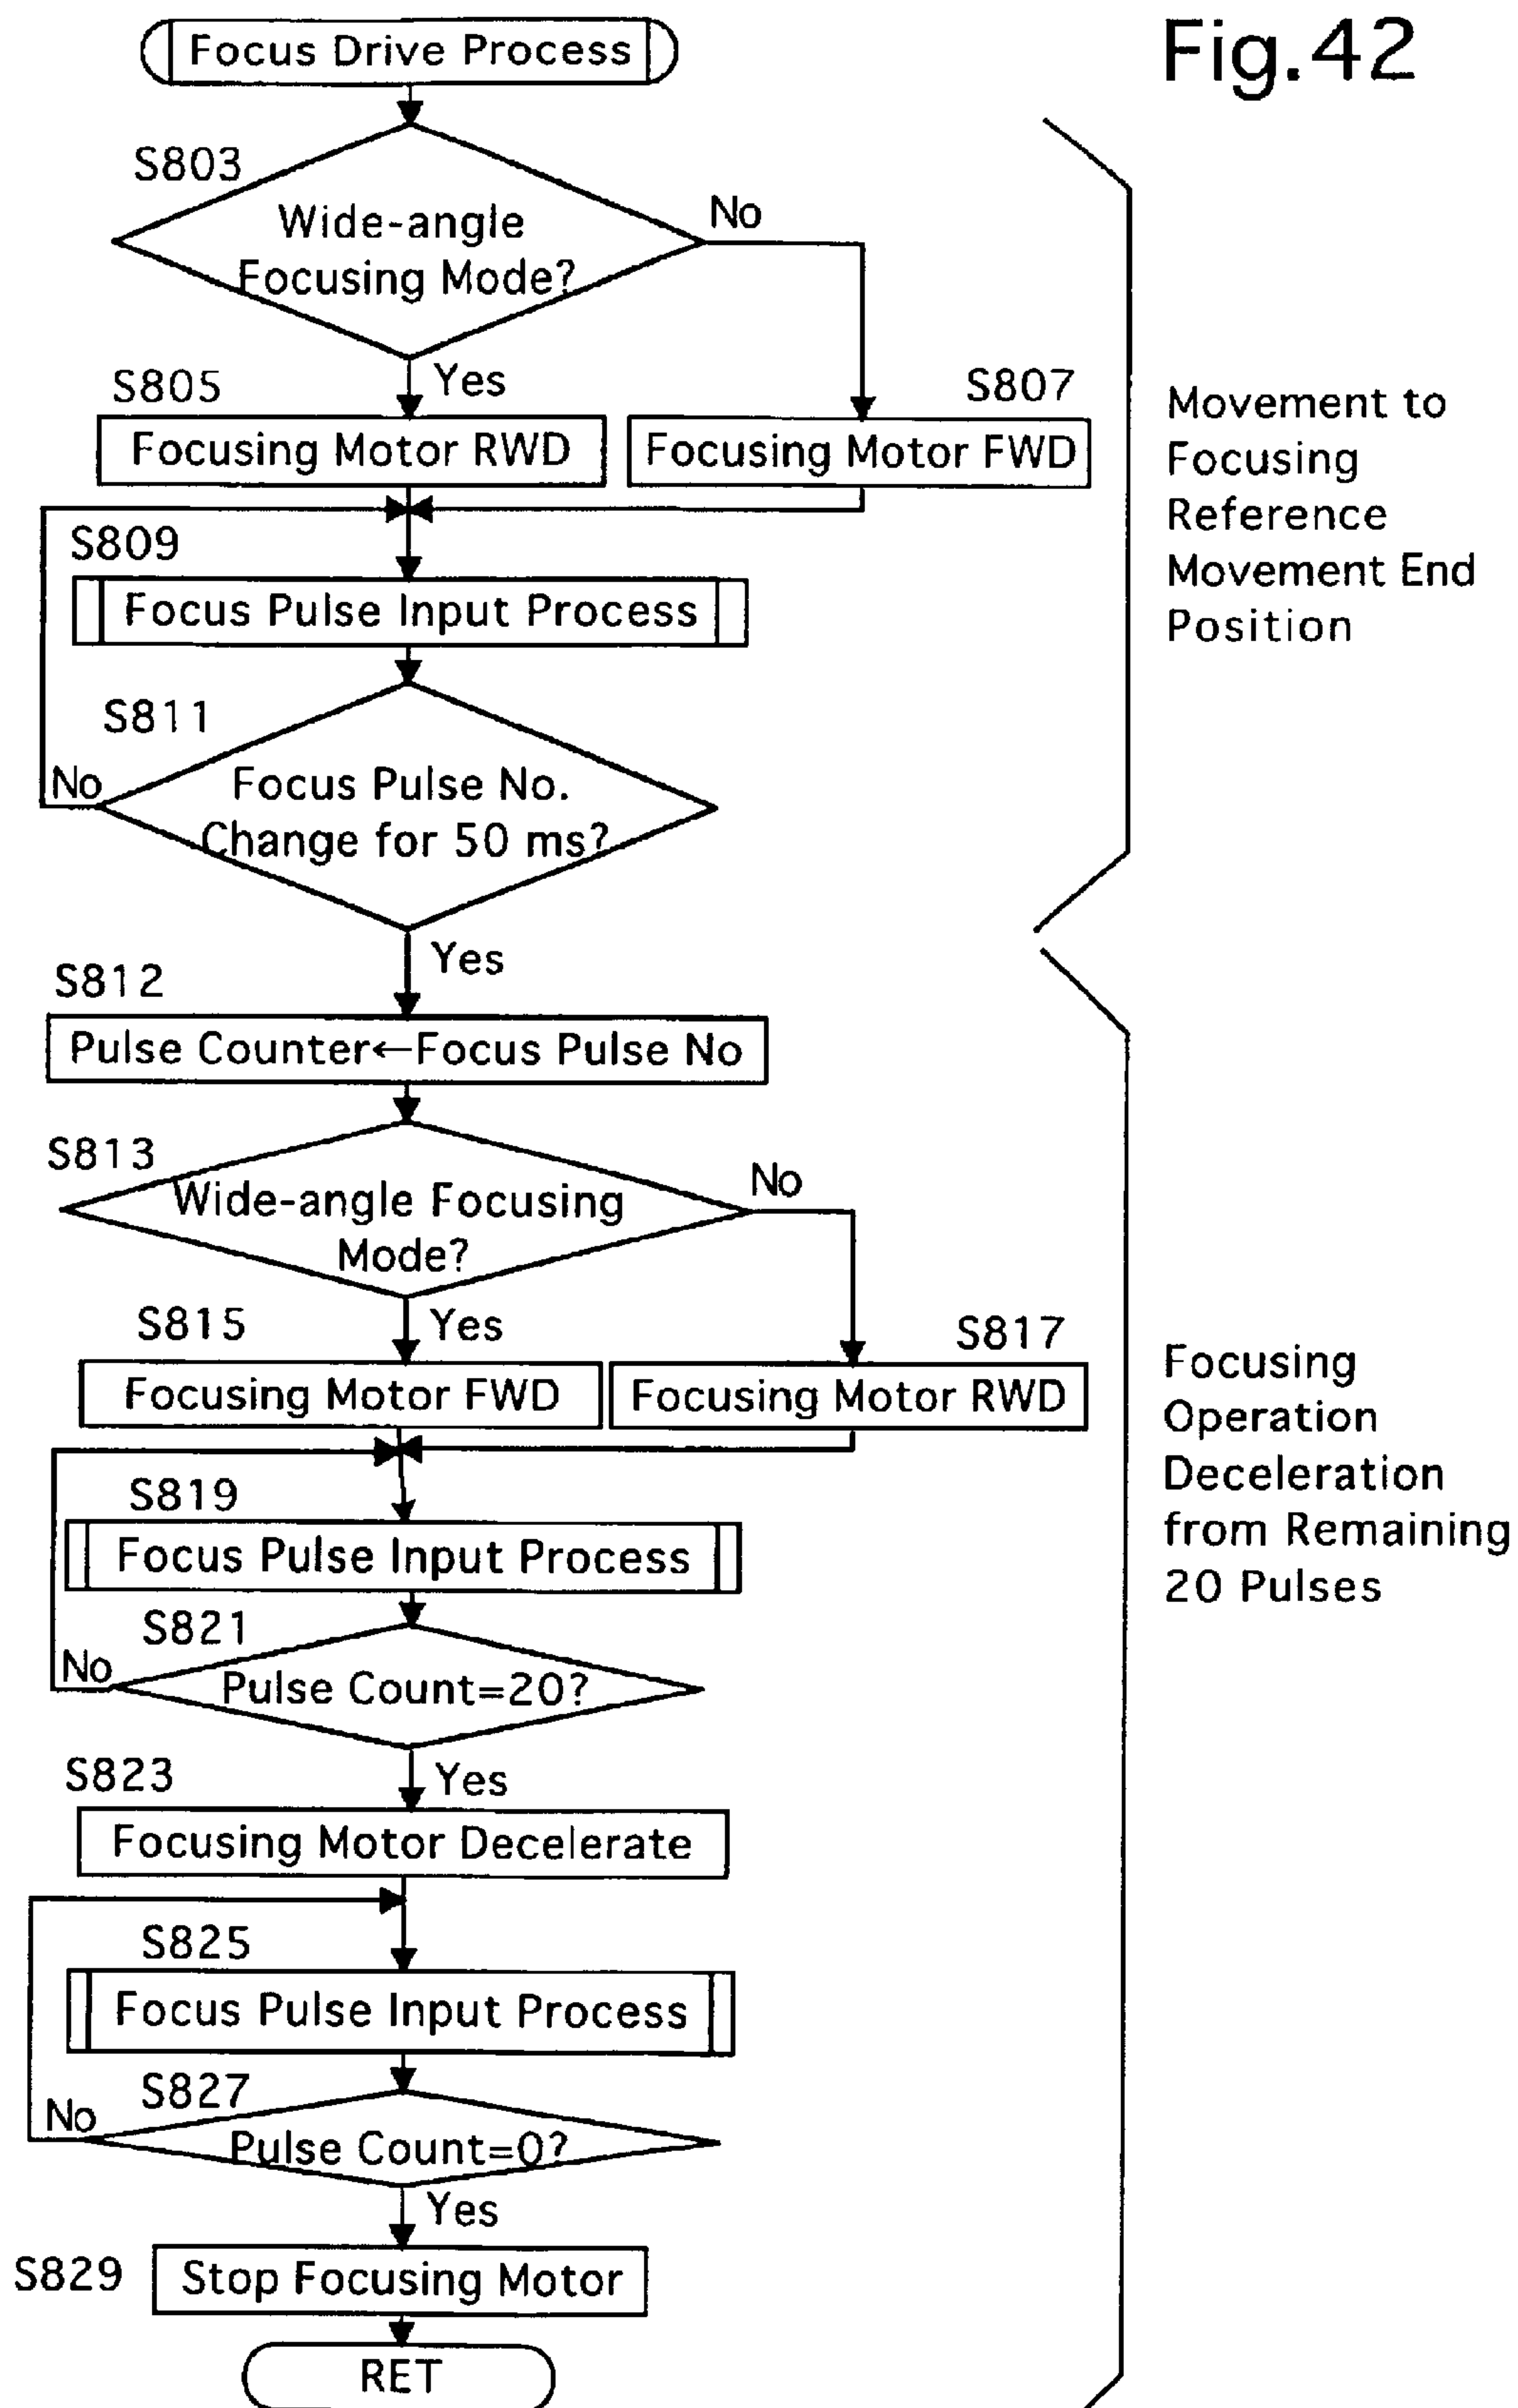 Fig.42
Focus Drive Process
S803
Wide-angle
Focusing Mode?
No
Yes
S805
Focusing Motor RWD
S807
Focusing Motor FWD
S809
Focus Pulse Input Process
S811
Focus Pulse No.
Change for 50 ms?
No
Yes
Movement to
Focusing
Reference
Movement End
Position
S812
Pulse Counter←Focus Pulse No
S813
Wide-angle Focusing
Mode?
No
Yes
S815
Focusing Motor FWD
S817
Focusing Motor RWD
S819
Focus Pulse Input Process
S821
Pulse Count=20?
No
Yes
S823
Focusing Motor Decelerate
S825
Focus Pulse Input Process
S827
Pulse Count=0?
No
Yes
S829
Stop Focusing Motor
RET
Focusing
Operation
Deceleration
from Remaining
20 Pulses